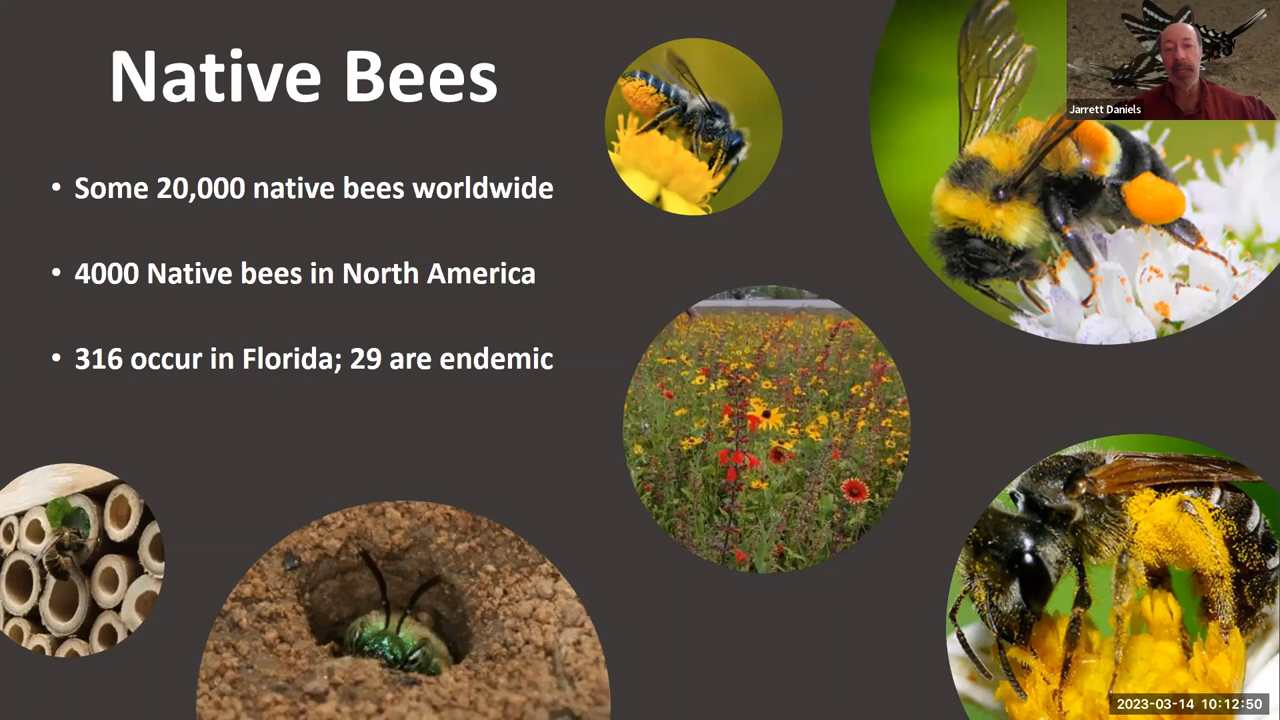 Native Bees
• Some 20,000 native bees worldwide
• 4000 Native bees in North America
• 316 occur in Florida; 29 are endemic
Jarrett Daniels
2023-03-14 10:12:50